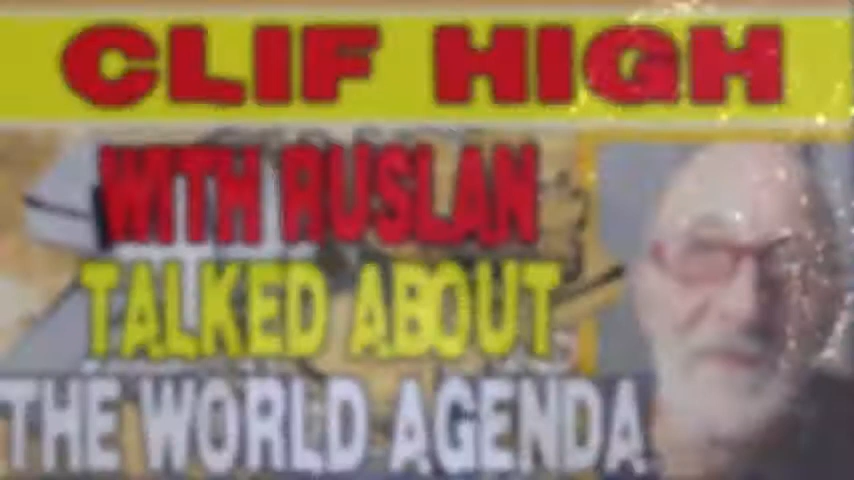 CLIF HIGH
WITH RUSLAN
TALKED ABOUT
THE WORLD AGENDA